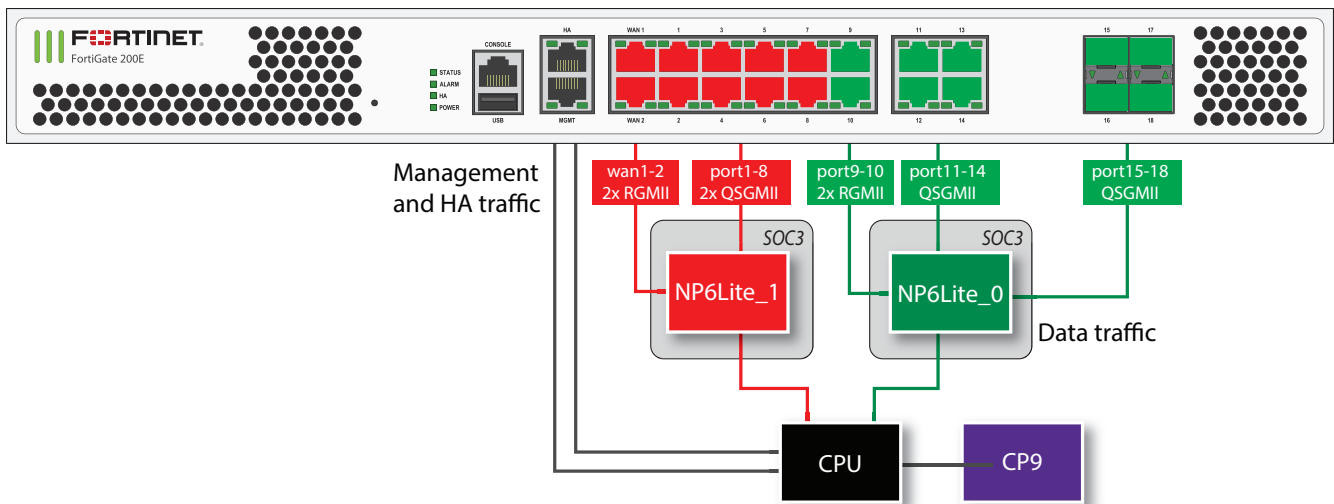 FORTINET
FortiGate 200E
STATUS
ALARM
HA
POWER
CONSOLE
USB
HA
MGMT
WAN 1 1 3 5 7 9
WAN 2 2 4 6 8 10
11 13
12 14
15 17
16 18
Management
and HA traffic
wan1-2
2x RGMII
port1-8
2x QSGMII
port9-10
2x RGMII
port11-14
QSGMII
port15-18
QSGMII
SOC3
NP6Lite_1
SOC3
NP6Lite_0
Data traffic
CPU
CP9